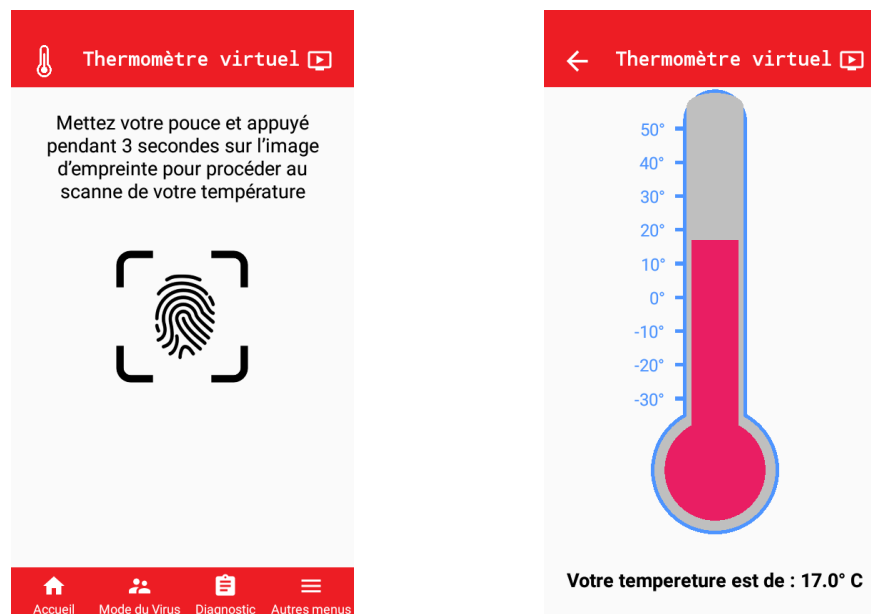 Thermomètre virtuel
Mettez votre pouce et appuyé
pendant 3 secondes sur l'image
d'empreinte pour procéder au
scanne de votre température
Accueil
Mode du Virus
Diagnostic
Autres menus
Thermomètre virtuel
50°
40°
30°
20°
10°
0°
-10°
-20°
-30°
Votre tempereture est de : 17.0° C